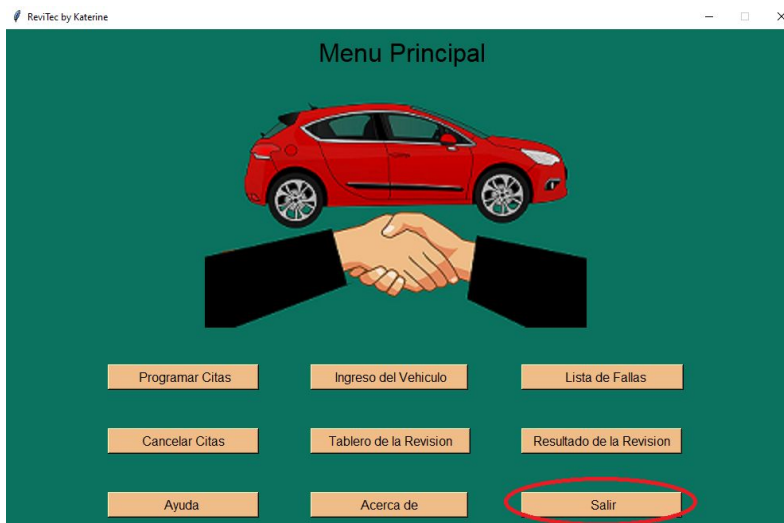 ReviTec by Katerine
Menu Principal
Programar Citas
Ingreso del Vehiculo
Lista de Fallas
Cancelar Citas
Tablero de la Revision
Resultado de la Revision
Ayuda
Acerca de
Salir